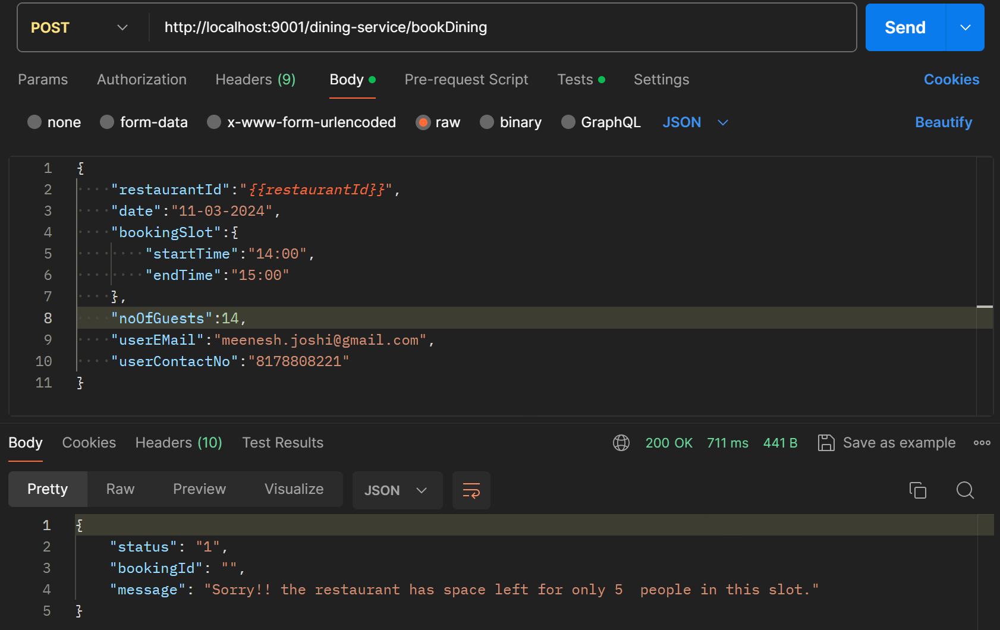 POST http://localhost:9001/dining-service/bookDining Send
Params Authorization Headers (9) Body Pre-request Script Tests Settings Cookies
none form-data x-www-form-urlencoded raw binary GraphQL JSON Beautify
1 {
2 "restaurantId":"{{restaurantId}}",
3 "date":"11-03-2024",
4 "bookingSlot":{
5 "startTime":"14:00",
6 "endTime":"15:00"
7 },
8 "noOfGuests":14,
9 "userEMail":"meenesh.joshi@gmail.com",
10 "userContactNo":"8178808221"
11 }
Body Cookies Headers (10) Test Results 200 OK 711 ms 441 B Save as example
Pretty Raw Preview Visualize JSON
1 {
2 "status": "1",
3 "bookingId": "",
4 "message": "Sorry!! the restaurant has space left for only 5  people in this slot."
5 }